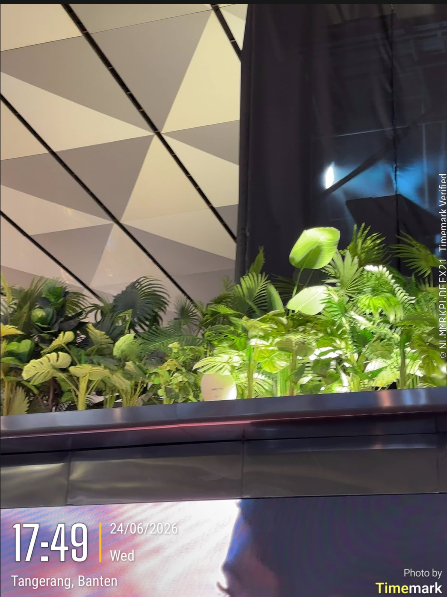 17:49
24/06/2026
Wed
Tangerang, Banten
Photo by
Timemark
Timemark Verified